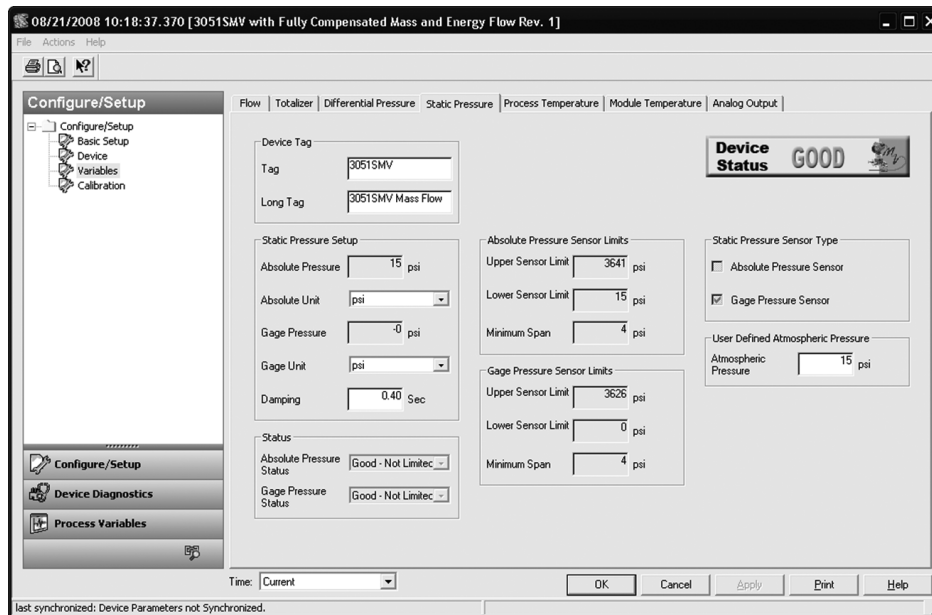 08/21/2008 10:18:37.370 [3051SMV with Fully Compensated Mass and Energy Flow Rev. 1]
File Actions Help
Configure/Setup
Configure/Setup
Basic Setup
Device
Variables
Calibration
Configure/Setup
Device Diagnostics
Process Variables
Flow Totalizer Differential Pressure Static Pressure Process Temperature Module Temperature Analog Output
Device Tag
Tag 3051SMV
Long Tag 3051SMV Mass Flow
Device Status GOOD
Static Pressure Setup
Absolute Pressure 15 psi
Absolute Unit psi
Gage Pressure -0 psi
Gage Unit psi
Damping 0.40 Sec
Status
Absolute Pressure Status Good - Not Limitec
Gage Pressure Status Good - Not Limitec
Absolute Pressure Sensor Limits
Upper Sensor Limit 3641 psi
Lower Sensor Limit 15 psi
Minimum Span 4 psi
Gage Pressure Sensor Limits
Upper Sensor Limit 3626 psi
Lower Sensor Limit 0 psi
Minimum Span 4 psi
Static Pressure Sensor Type
Absolute Pressure Sensor
Gage Pressure Sensor
User Defined Atmospheric Pressure
Atmospheric Pressure 15 psi
Time: Current
OK Cancel Apply Print Help
last synchronized: Device Parameters not Synchronized.